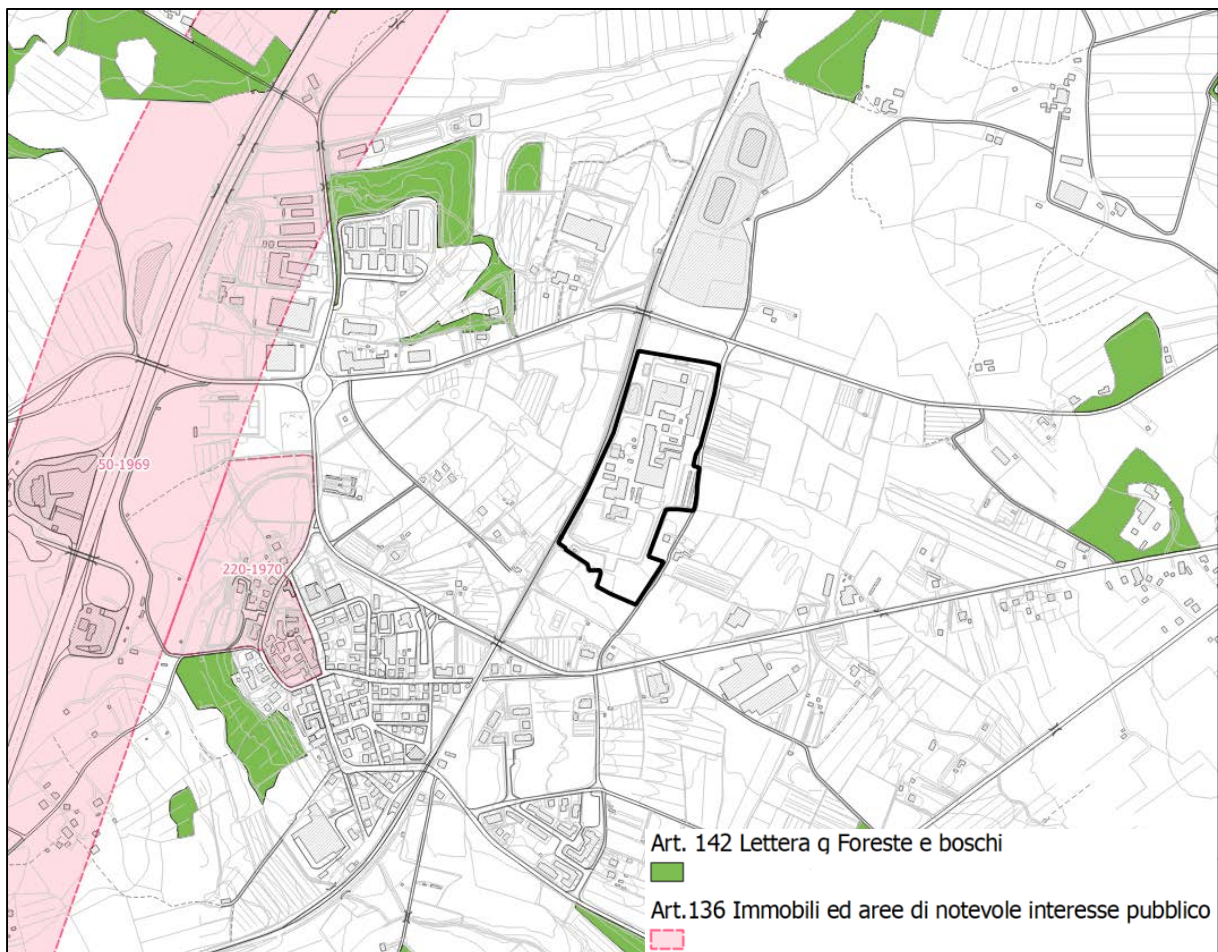 50-1969
220-1970
Art. 142 Lettera g Foreste e boschi
Art.136 Immobili ed aree di notevole interesse pubblico